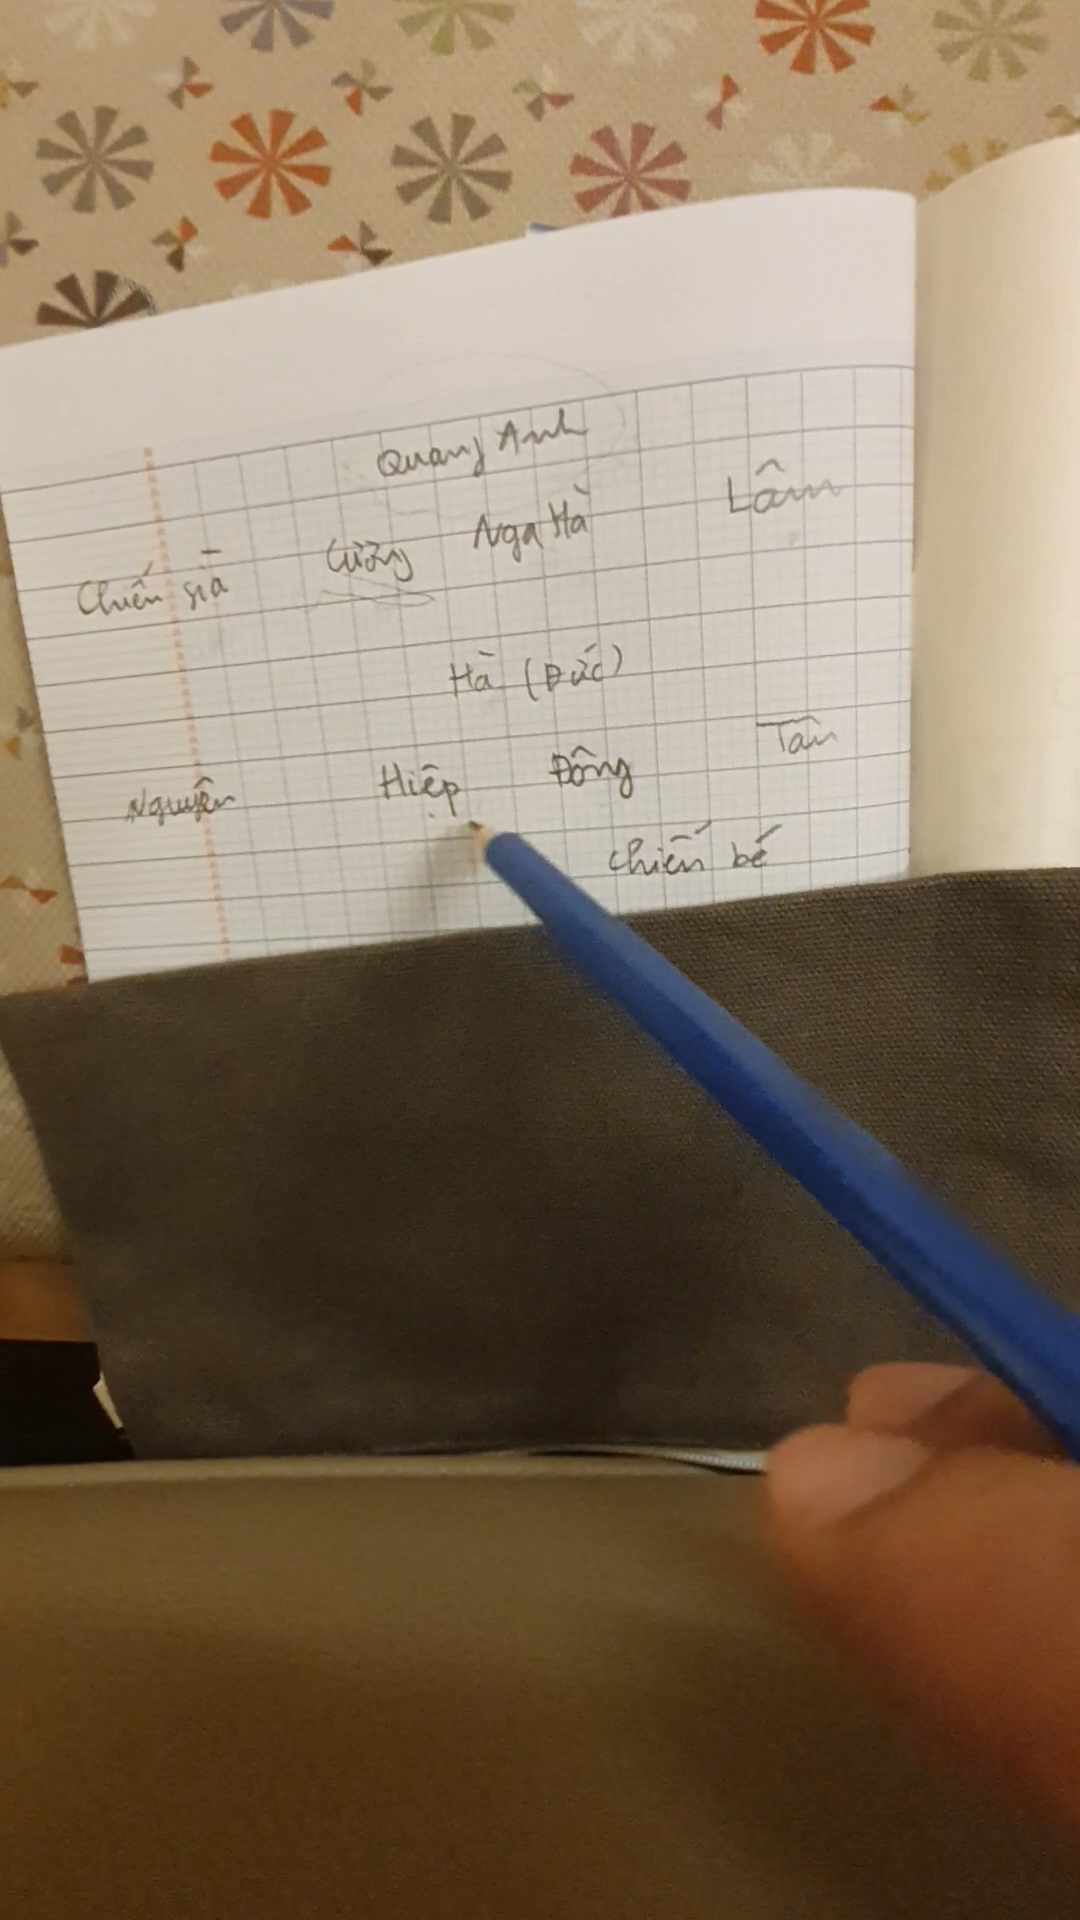 Quang Anh
Chiến già Cường Nga Hà Lâm
Hà (Đức)
Nguyên Hiệp Đông Tân
Chiến bé